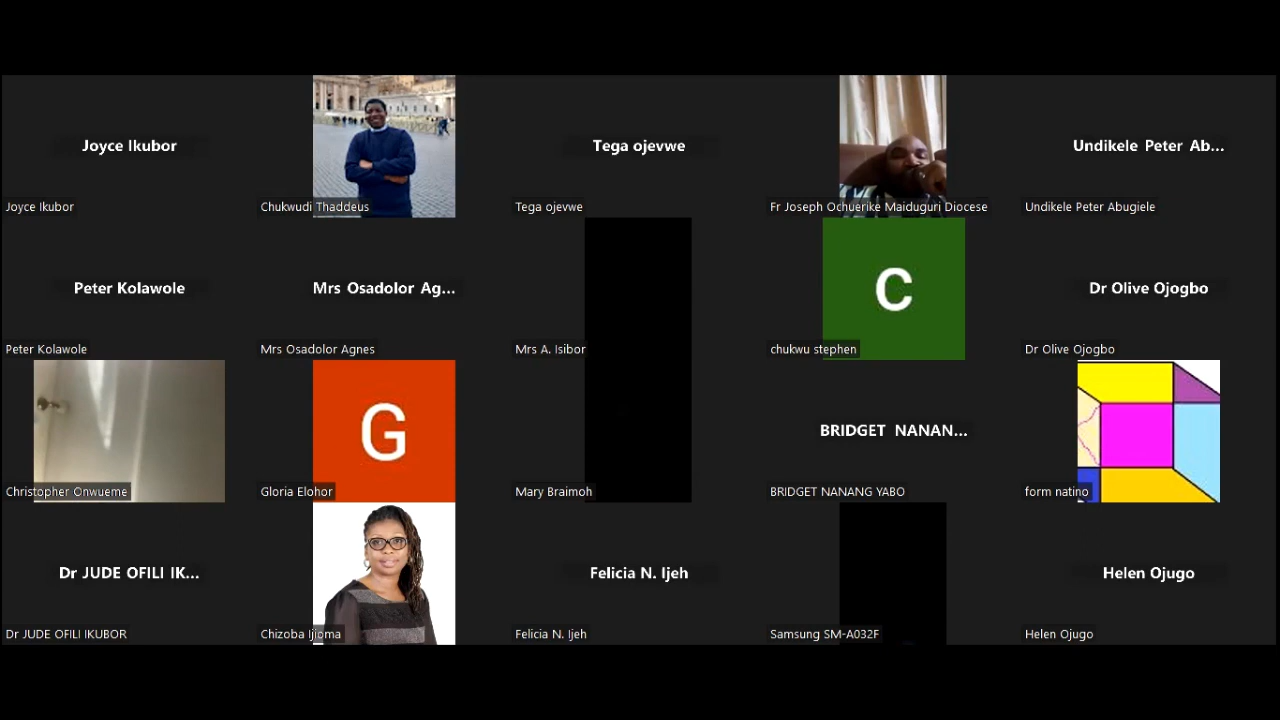 Joyce Ikubor
Joyce Ikubor
Chukwudi Thaddeus
Tega ojevwe
Tega ojevwe
Fr Joseph Ochuerike Maiduguri Diocese
Undikele Peter Ab...
Undikele Peter Abugiele
Peter Kolawole
Peter Kolawole
Mrs Osadolor Ag...
Mrs Osadolor Agnes
Mrs A. Isibor
C
chukwu stephen
Dr Olive Ojogbo
Dr Olive Ojogbo
Christopher Onwueme
G
Gloria Elohor
Mary Braimoh
BRIDGET NANAN...
BRIDGET NANANG YABO
form natino
Dr JUDE OFILI IK...
Dr JUDE OFILI IKUBOR
Chizoba Ijioma
Felicia N. Ijeh
Felicia N. Ijeh
Samsung SM-A032F
Helen Ojugo
Helen Ojugo